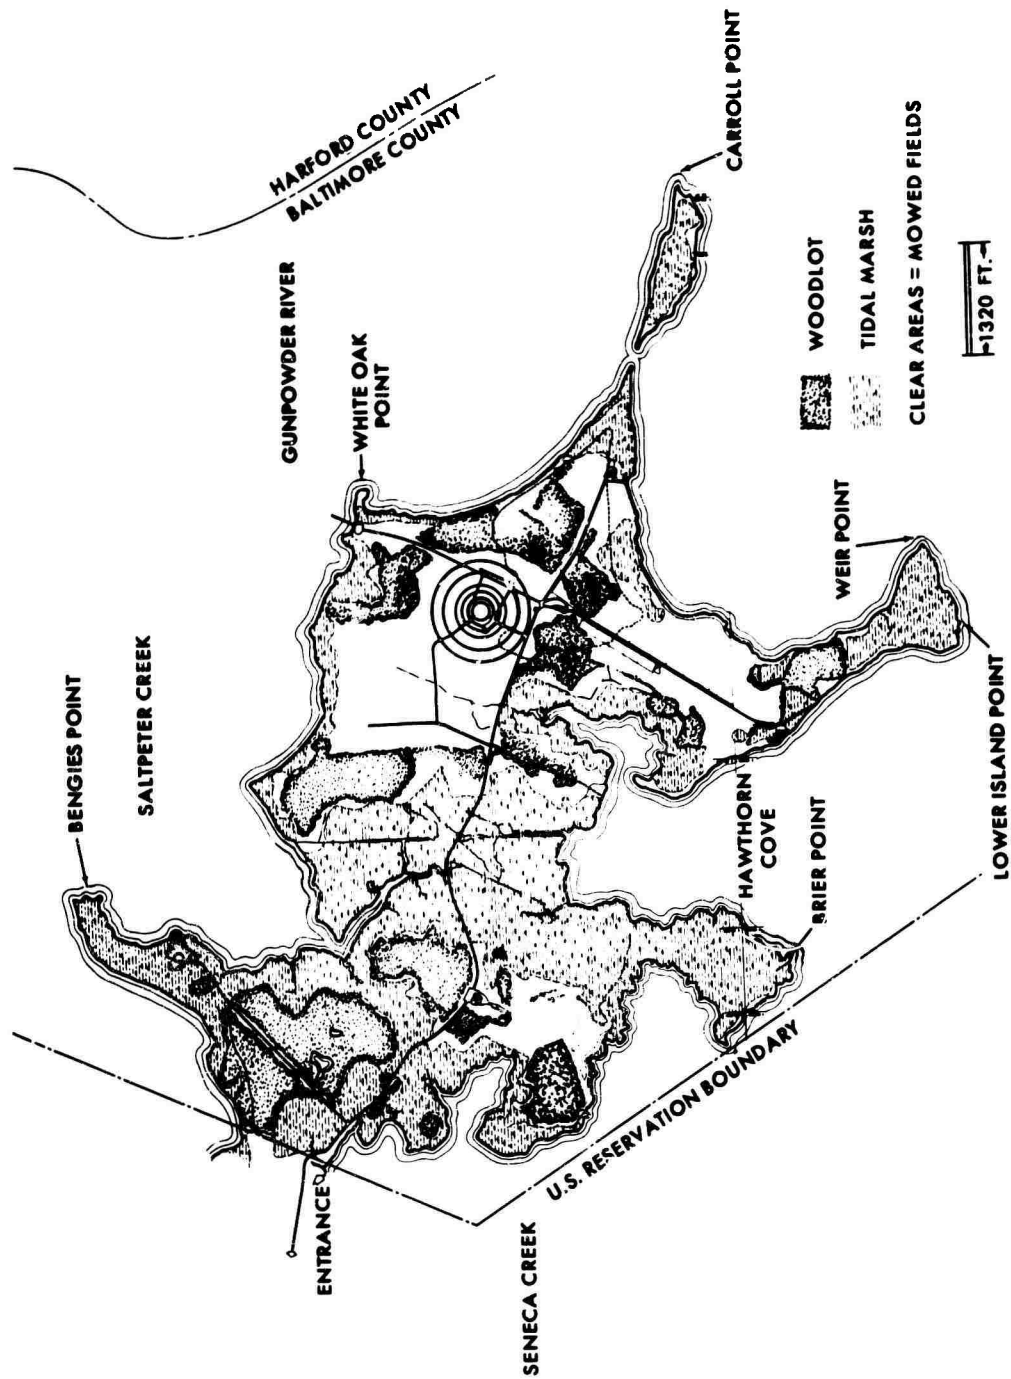 HARFORD COUNTY
BALTIMORE COUNTY
BENGIES POINT
SALTPETER CREEK
GUNPOWDER RIVER
WHITE OAK
POINT
CARROLL POINT
ENTRANCE
SENECA CREEK
U.S. RESERVATION BOUNDARY
HAWTHORN
COVE
BRIER POINT
WEIR POINT
LOWER ISLAND POINT
WOODLOT
TIDAL MARSH
CLEAR AREAS = MOWED FIELDS
1320 FT.